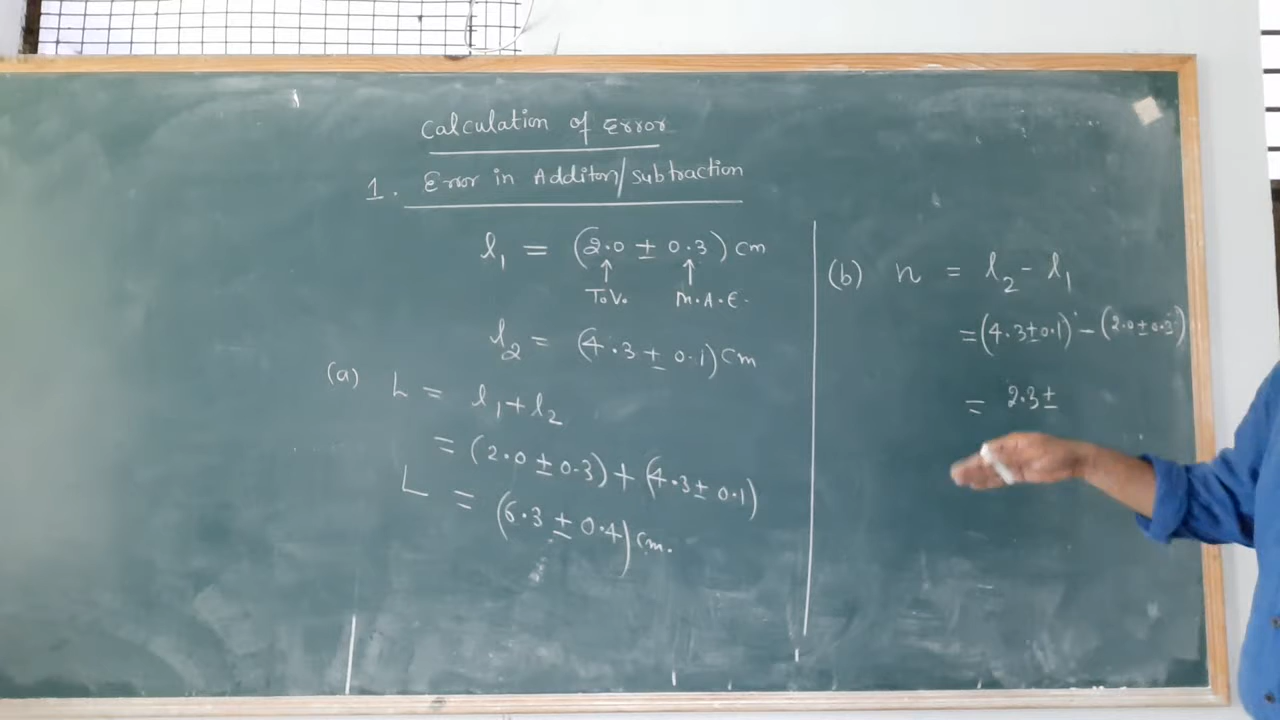 Calculation of Error
1. Error in Additon/subtraction
l₁ = (2.0 ± 0.3) cm
T.V. M.A.E.
l₂ = (4.3 ± 0.1) cm
(a) L = l₁ + l₂
= (2.0 ± 0.3) + (4.3 ± 0.1)
L = (6.3 ± 0.4) cm.
(b) n = l₂ - l₁
= (4.3 ± 0.1) - (2.0 ± 0.3)
= 2.3 ±